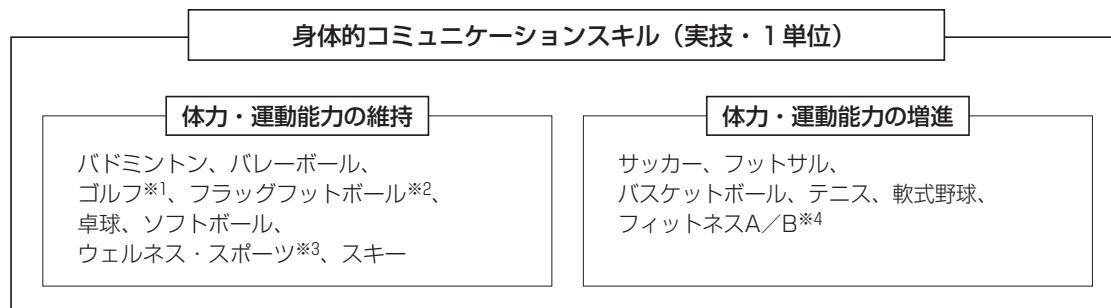 身体的コミュニケーションスキル（実技・１単位）
体力・運動能力の維持
バドミントン、バレーボール、
ゴルフ※1、フラッグフットボール※2、
卓球、ソフトボール、
ウェルネス・スポーツ※3、スキー
体力・運動能力の増進
サッカー、フットサル、
バスケットボール、テニス、軟式野球、
フィットネスA／B※4